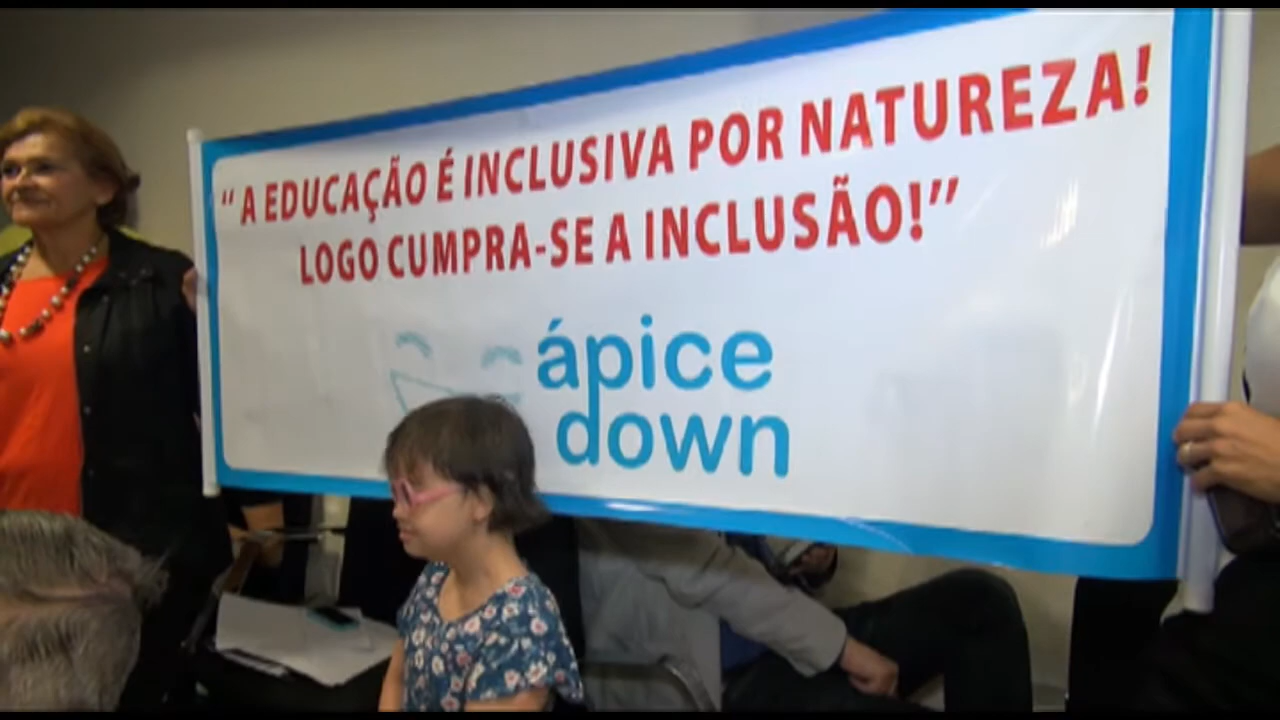 “ A EDUCAÇÃO É INCLUSIVA POR NATUREZA!
LOGO CUMPRA-SE A INCLUSÃO!”
ápice
down